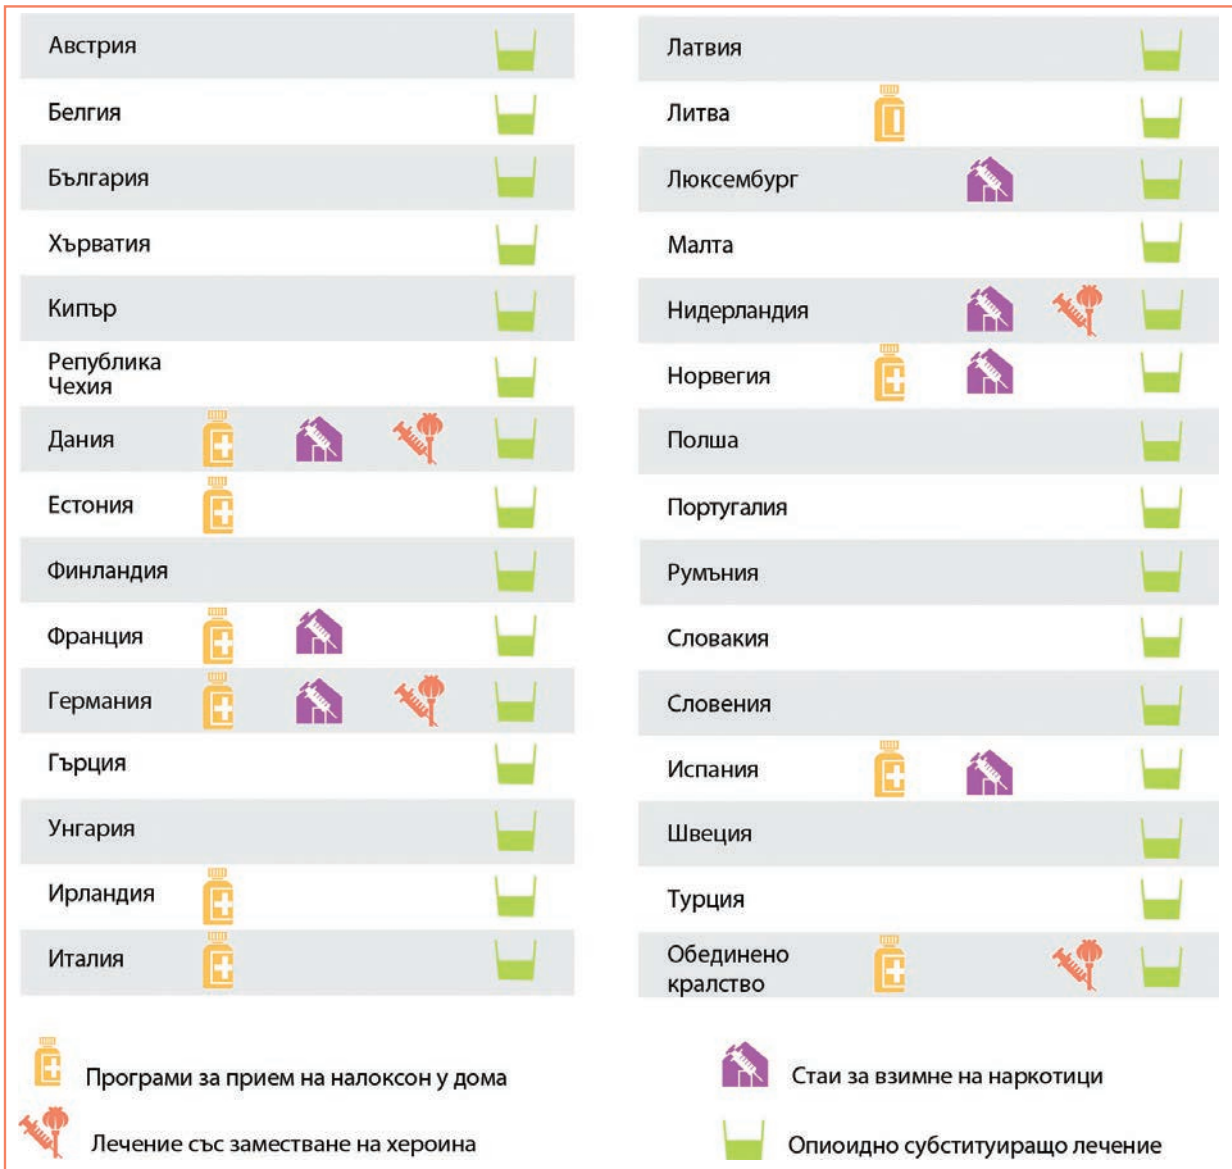 Австрия
Белгия
България
Хърватия
Кипър
Република
Чехия
Дания
Естония
Финландия
Франция
Германия
Гърция
Унгария
Ирландия
Италия
Латвия
Литва
Люксембург
Малта
Нидерландия
Норвегия
Полша
Португалия
Румъния
Словакия
Словения
Испания
Швеция
Турция
Обединено
кралство
Програми за прием на налоксон у дома
Стаи за взимне на наркотици
Лечение със заместване на хероина
Опиоидно субституиращо лечение